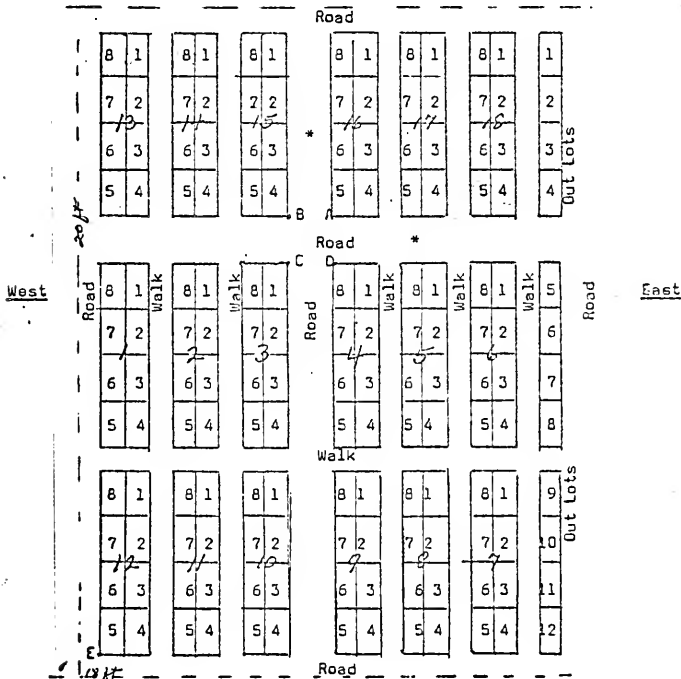 Road
8 1 8 1 8 1 8 1 8 1 8 1 1
7 2 7 2 7 2 7 2 7 2 7 2 2
13 14 15 * 16 17 18
6 3 6 3 6 3 6 3 6 3 6 3 3
5 4 5 4 5 4 5 4 5 4 5 4 4
Out Lots
B A
20 ft
Road *
C D
West Road Walk Walk Road Walk Walk Road East
8 1 8 1 8 1 8 1 8 1 8 1 5
7 2 7 2 7 2 7 2 7 2 7 2 6
1 2 3 4 5 6
6 3 6 3 6 3 6 3 6 3 6 3 7
5 4 5 4 5 4 5 4 5 4 5 4 8
Walk
8 1 8 1 8 1 8 1 8 1 8 1 9
Out Lots
7 2 7 2 7 2 7 2 7 2 7 2 10
12 11 10 9 8 7
6 3 6 3 6 3 6 3 6 3 6 3 11
5 4 5 4 5 4 5 4 5 4 5 4 12
E
18 ft
Road